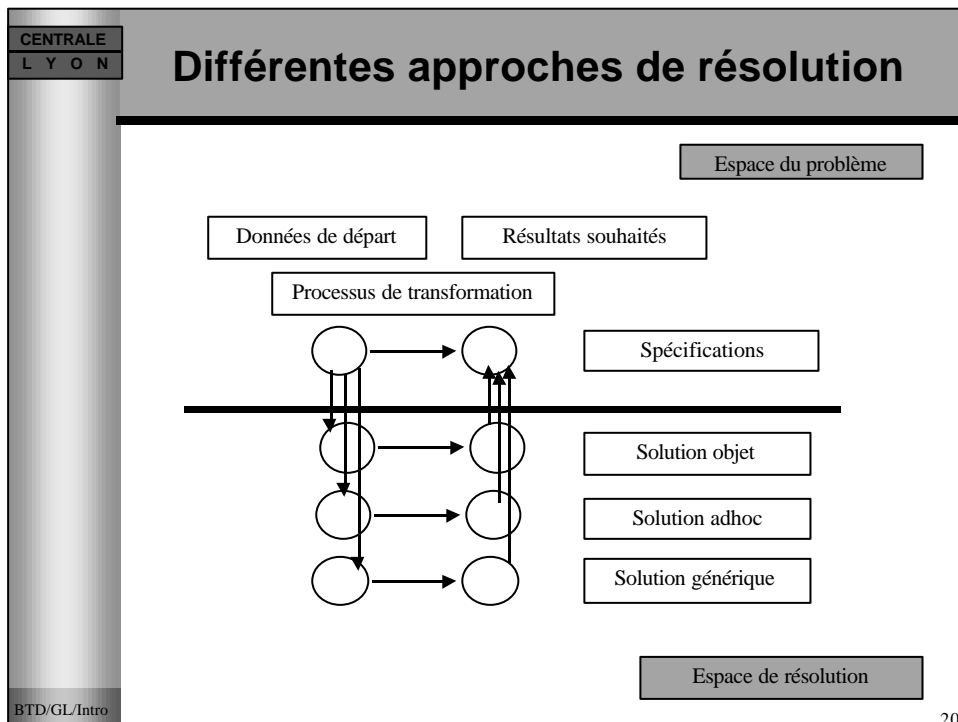 CENTRALE
L Y O N
Différentes approches de résolution
Espace du problème
Données de départ
Résultats souhaités
Processus de transformation
Spécifications
Solution objet
Solution adhoc
Solution générique
Espace de résolution
BTD/GL/Intro
20